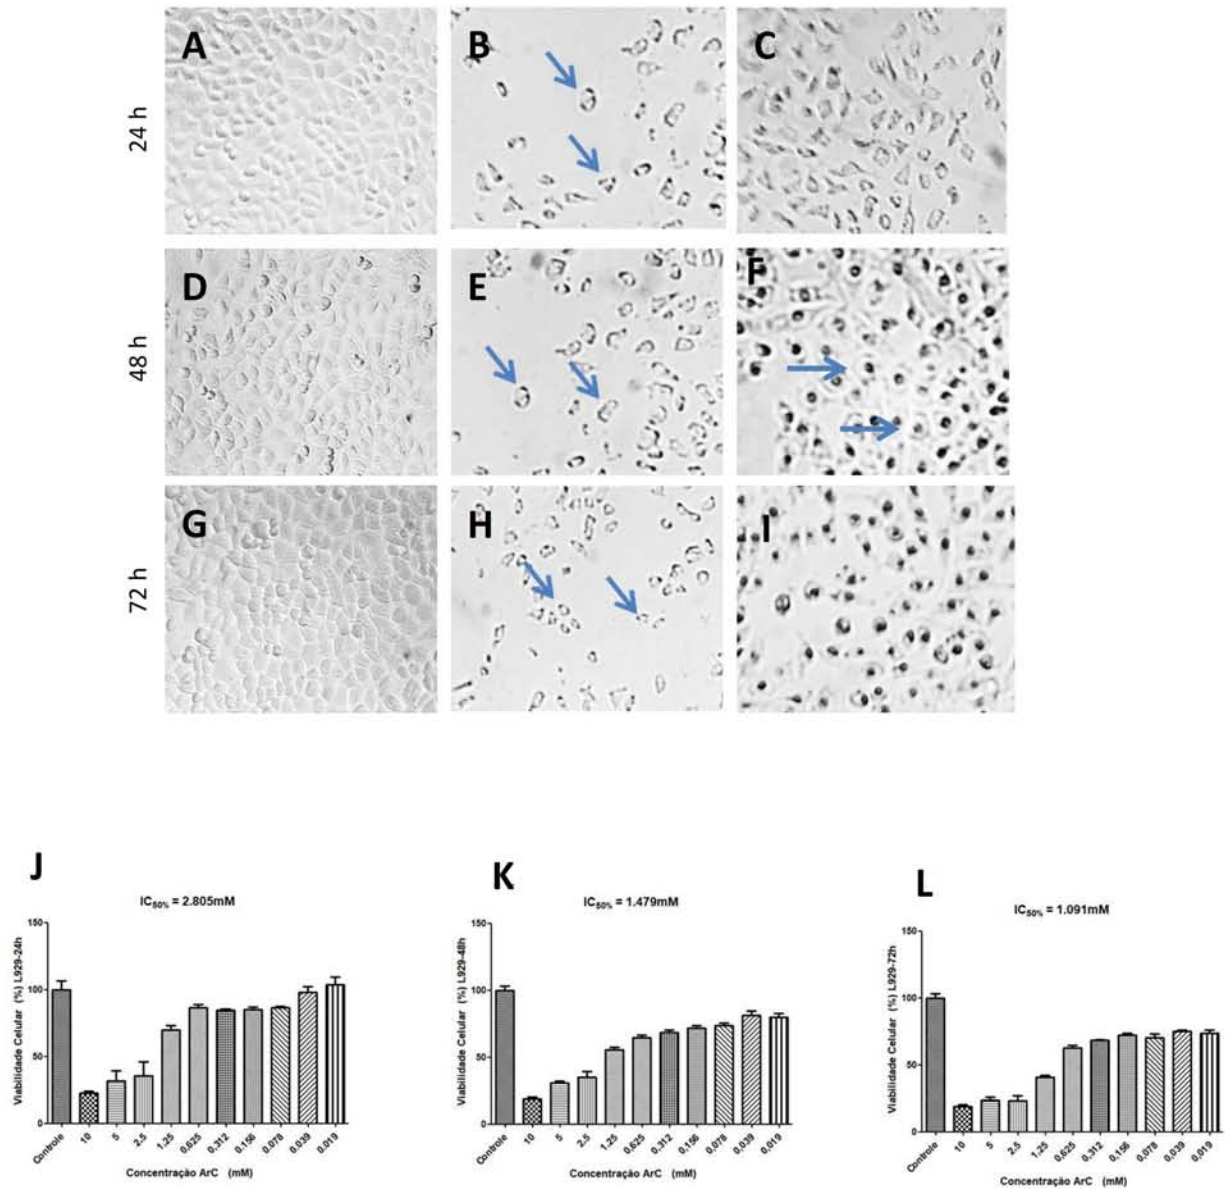 A
B
C
24 h
D
E
F
48 h
G
H
I
72 h
J
IC50% = 2.805mM
Viabilidade Celular (%) L929-24h
150
100
50
0
Controle
10
5
2.5
1.25
0.625
0.312
0.156
0.078
0.039
0.019
Concentração ArC (mM)
K
IC50% = 1.479mM
Viabilidade Celular (%) L929-48h
150
100
50
0
Controle
10
5
2.5
1.25
0.625
0.312
0.156
0.078
0.039
0.019
Concentração ArC (mM)
L
IC50% = 1.091mM
Viabilidade Celular (%) L929-72h
150
100
50
0
Controle
10
5
2.5
1.25
0.625
0.312
0.156
0.078
0.039
0.019
Concentração ArC (mM)